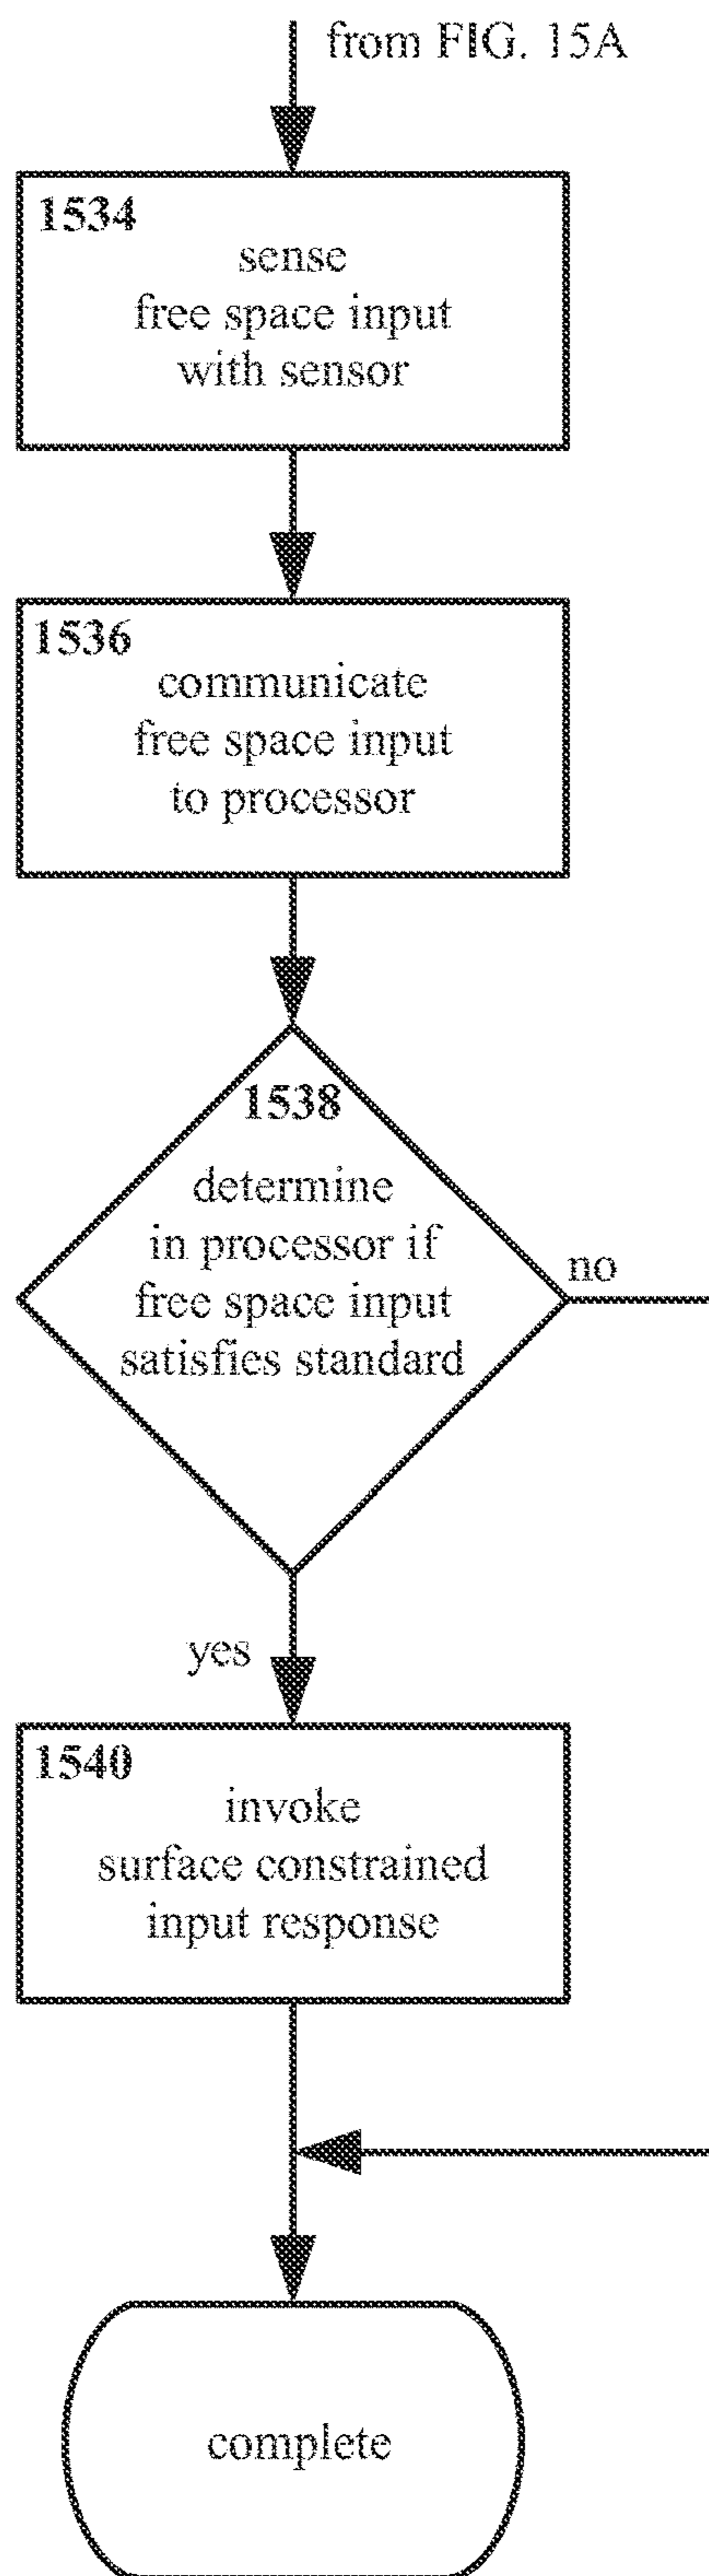 from FIG. 15A
1534
sense
free space input
with sensor
1536
communicate
free space input
to processor
1538
determine
in processor if
free space input
satisfies standard
no
yes
1540
invoke
surface constrained
input response
complete